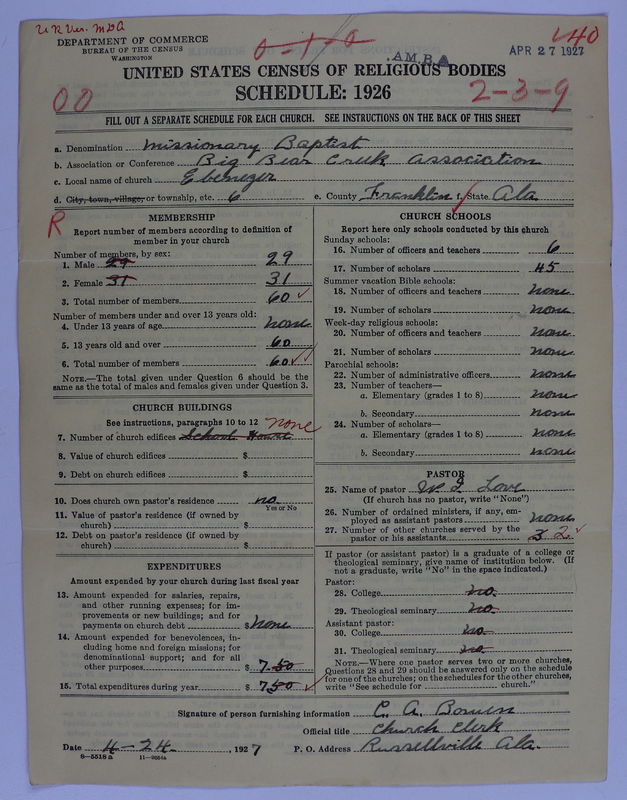 U.R. Ver. MBA
DEPARTMENT OF COMMERCE
BUREAU OF THE CENSUS
WASHINGTON
0-1-0
A.M.B.A
APR 27 1927
40
UNITED STATES CENSUS OF RELIGIOUS BODIES
00
SCHEDULE: 1926
2-3-9
FILL OUT A SEPARATE SCHEDULE FOR EACH CHURCH. SEE INSTRUCTIONS ON THE BACK OF THIS SHEET
a. Denomination Missionary Baptist
b. Association or Conference Big Bear Creek association
c. Local name of church Ebenezer
d. City, town, village, or township, etc. 6 e. County Franklin f. State Ala.
R
MEMBERSHIP
Report number of members according to definition of
member in your church
Number of members, by sex:
1. Male 29 29
2. Female 31 31
3. Total number of members 60
Number of members under and over 13 years old:
4. Under 13 years of age none
5. 13 years old and over 60
6. Total number of members 60
NOTE.—The total given under Question 6 should be the
same as the total of males and females given under Question 3.
CHURCH BUILDINGS
See instructions, paragraphs 10 to 12 none
7. Number of church edifices School House
8. Value of church edifices $
9. Debt on church edifices $
10. Does church own pastor's residence no.
Yes or No
11. Value of pastor's residence (if owned by
church) $
12. Debt on pastor's residence (if owned by
church) $
EXPENDITURES
Amount expended by your church during last fiscal year
13. Amount expended for salaries, repairs,
and other running expenses; for im-
provements or new buildings; and for
payments on church debt $none
14. Amount expended for benevolences, in-
cluding home and foreign missions; for
denominational support; and for all
other purposes $ 7.50
15. Total expenditures during year $ 7.50
CHURCH SCHOOLS
Report here only schools conducted by this church
Sunday schools:
16. Number of officers and teachers 6
17. Number of scholars 45
Summer vacation Bible schools:
18. Number of officers and teachers none
19. Number of scholars none
Week-day religious schools:
20. Number of officers and teachers none
21. Number of scholars none
Parochial schools:
22. Number of administrative officers none
23. Number of teachers—
a. Elementary (grades 1 to 8) none
b. Secondary none
24. Number of scholars—
a. Elementary (grades 1 to 8) none
b. Secondary none
PASTOR
25. Name of pastor Love
(If church has no pastor, write "None")
26. Number of ordained ministers, if any, em-
ployed as assistant pastors none
27. Number of other churches served by the
pastor or his assistants 3 2
If pastor (or assistant pastor) is a graduate of a college or
theological seminary, give name of institution below. (If
not a graduate, write "No" in the space indicated.)
Pastor:
28. College no.
29. Theological seminary no.
Assistant pastor:
30. College no
31. Theological seminary no
NOTE.—Where one pastor serves two or more churches,
Questions 28 and 29 should be answered only on the schedule
for one of the churches; on the schedules for the other churches,
write "See schedule for church."
Signature of person furnishing information C. A. Bowen
Official title Church Clerk
Date 4-24-, 1927 P. O. Address Russellville Ala.
8-5518 a